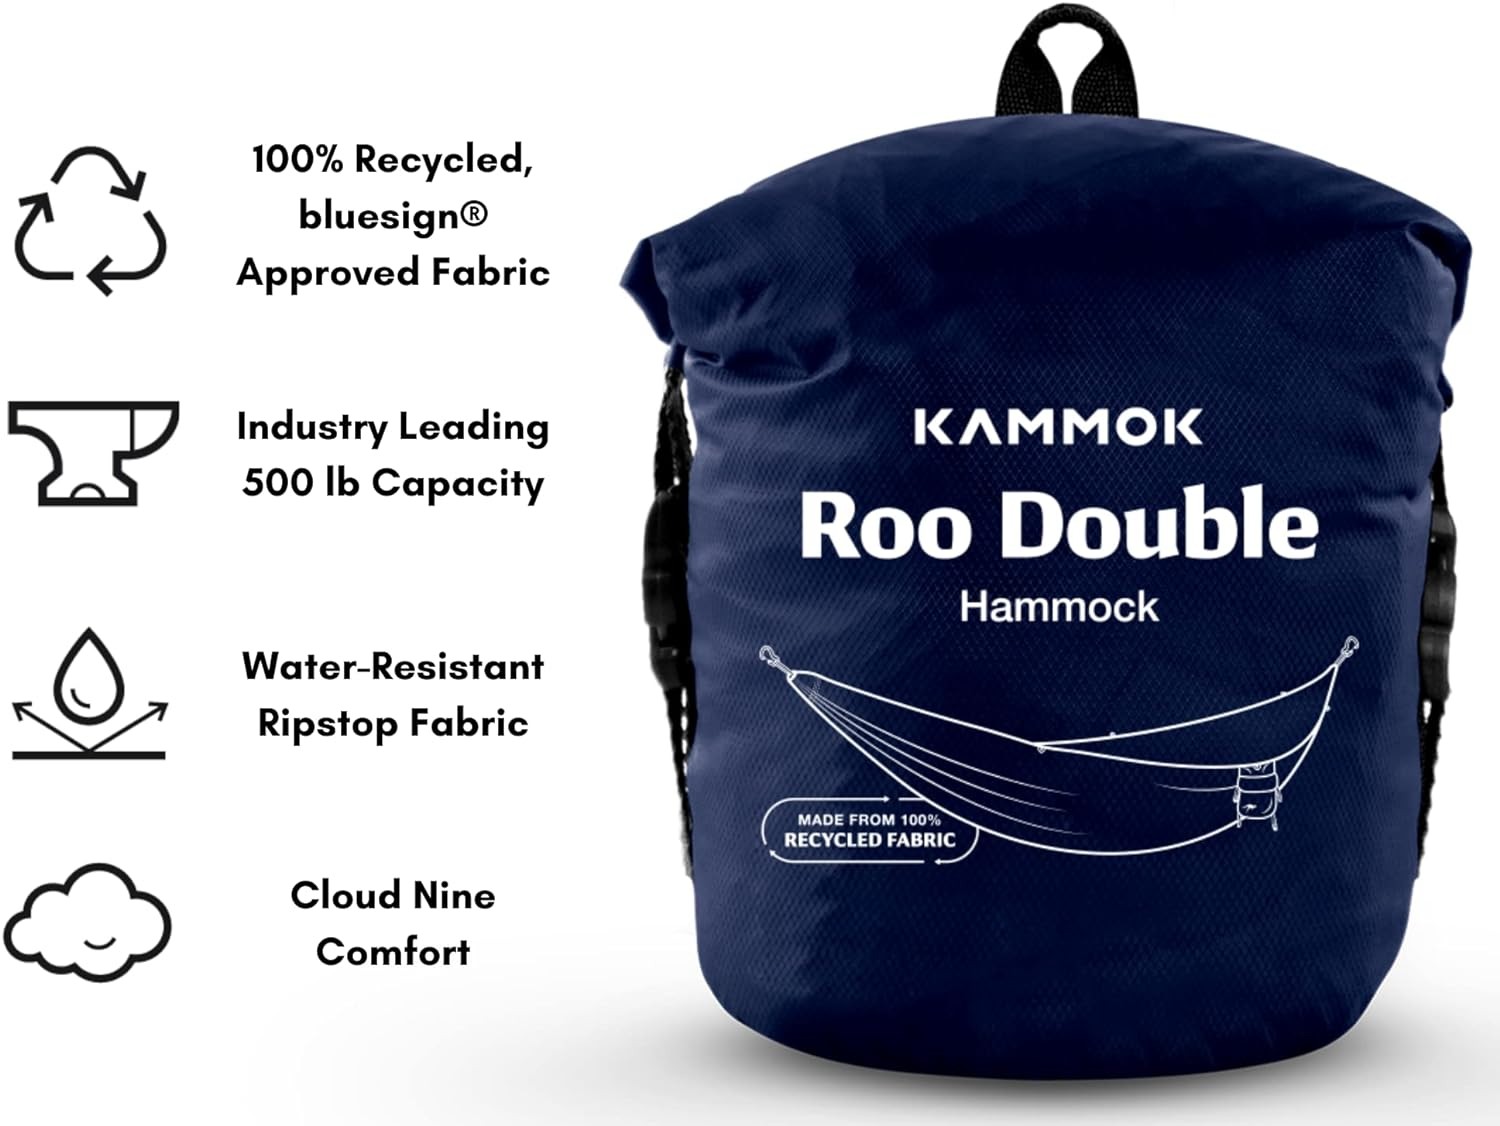 100% Recycled,
bluesign®
Approved Fabric
Industry Leading
500 lb Capacity
Water-Resistant
Ripstop Fabric
Cloud Nine
Comfort
KAMMOK
Roo Double
Hammock
MADE FROM 100%
RECYCLED FABRIC